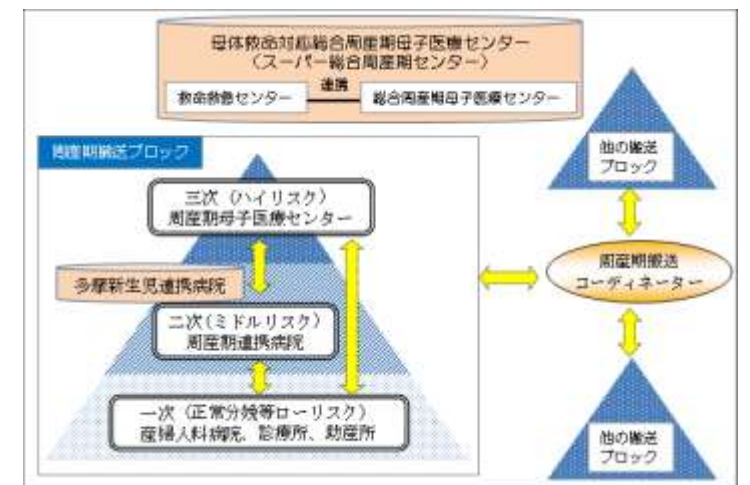 母体救命対応総合周産期母子医療センター
(スーパー総合周産期センター)
連携
救命救急センター
総合周産期母子医療センター
周産期搬送ブロック
三次(ハイリスク)
周産期母子医療センター
多摩新生児連携病院
二次(ミドルリスク)
周産期連携病院
一次(正常分娩等ローリスク)
産婦人科病院、診療所、助産所
他の搬送
ブロック
周産期搬送
コーディネーター
他の搬送
ブロック